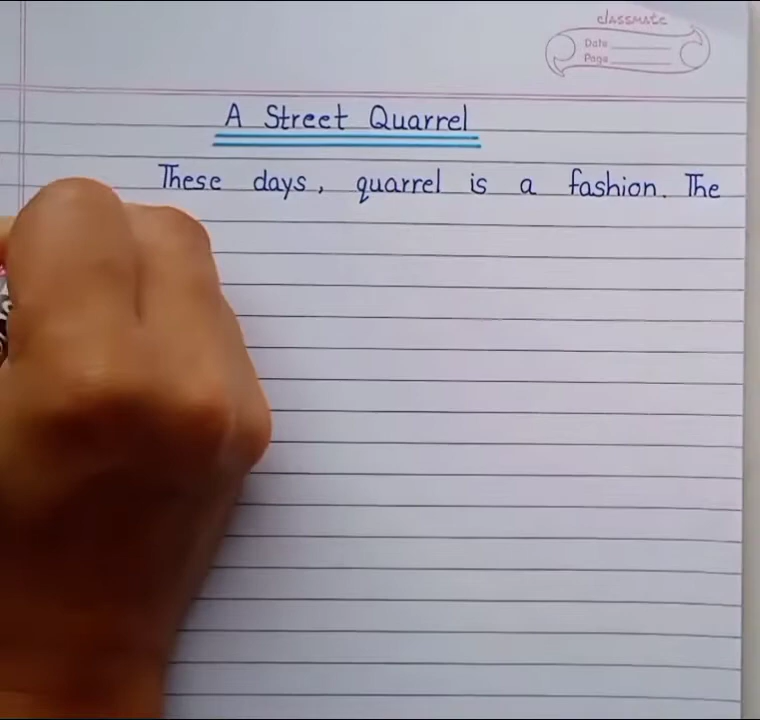 classmate
Date
Page
A Street Quarrel
These days, quarrel is a fashion. The